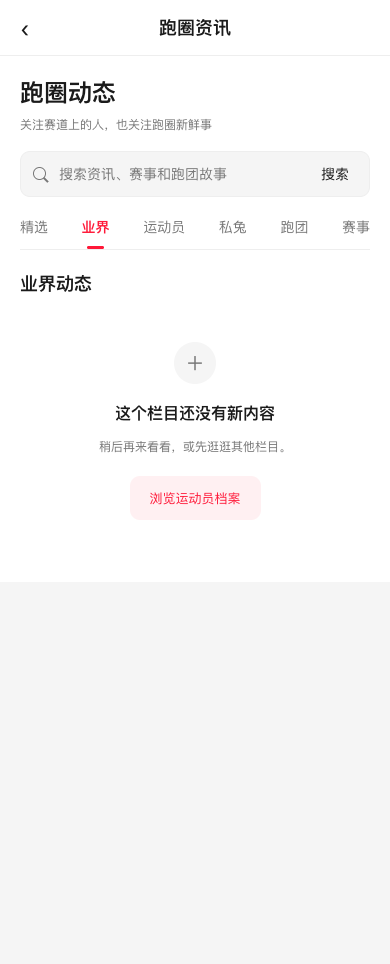 ‹ 跑圈资讯
跑圈动态
关注赛道上的人，也关注跑圈新鲜事
搜索资讯、赛事和跑团故事 搜索
精选 业界 运动员 私兔 跑团 赛事
业界动态
这个栏目还没有新内容
稍后再来看看，或先逛逛其他栏目。
浏览运动员档案